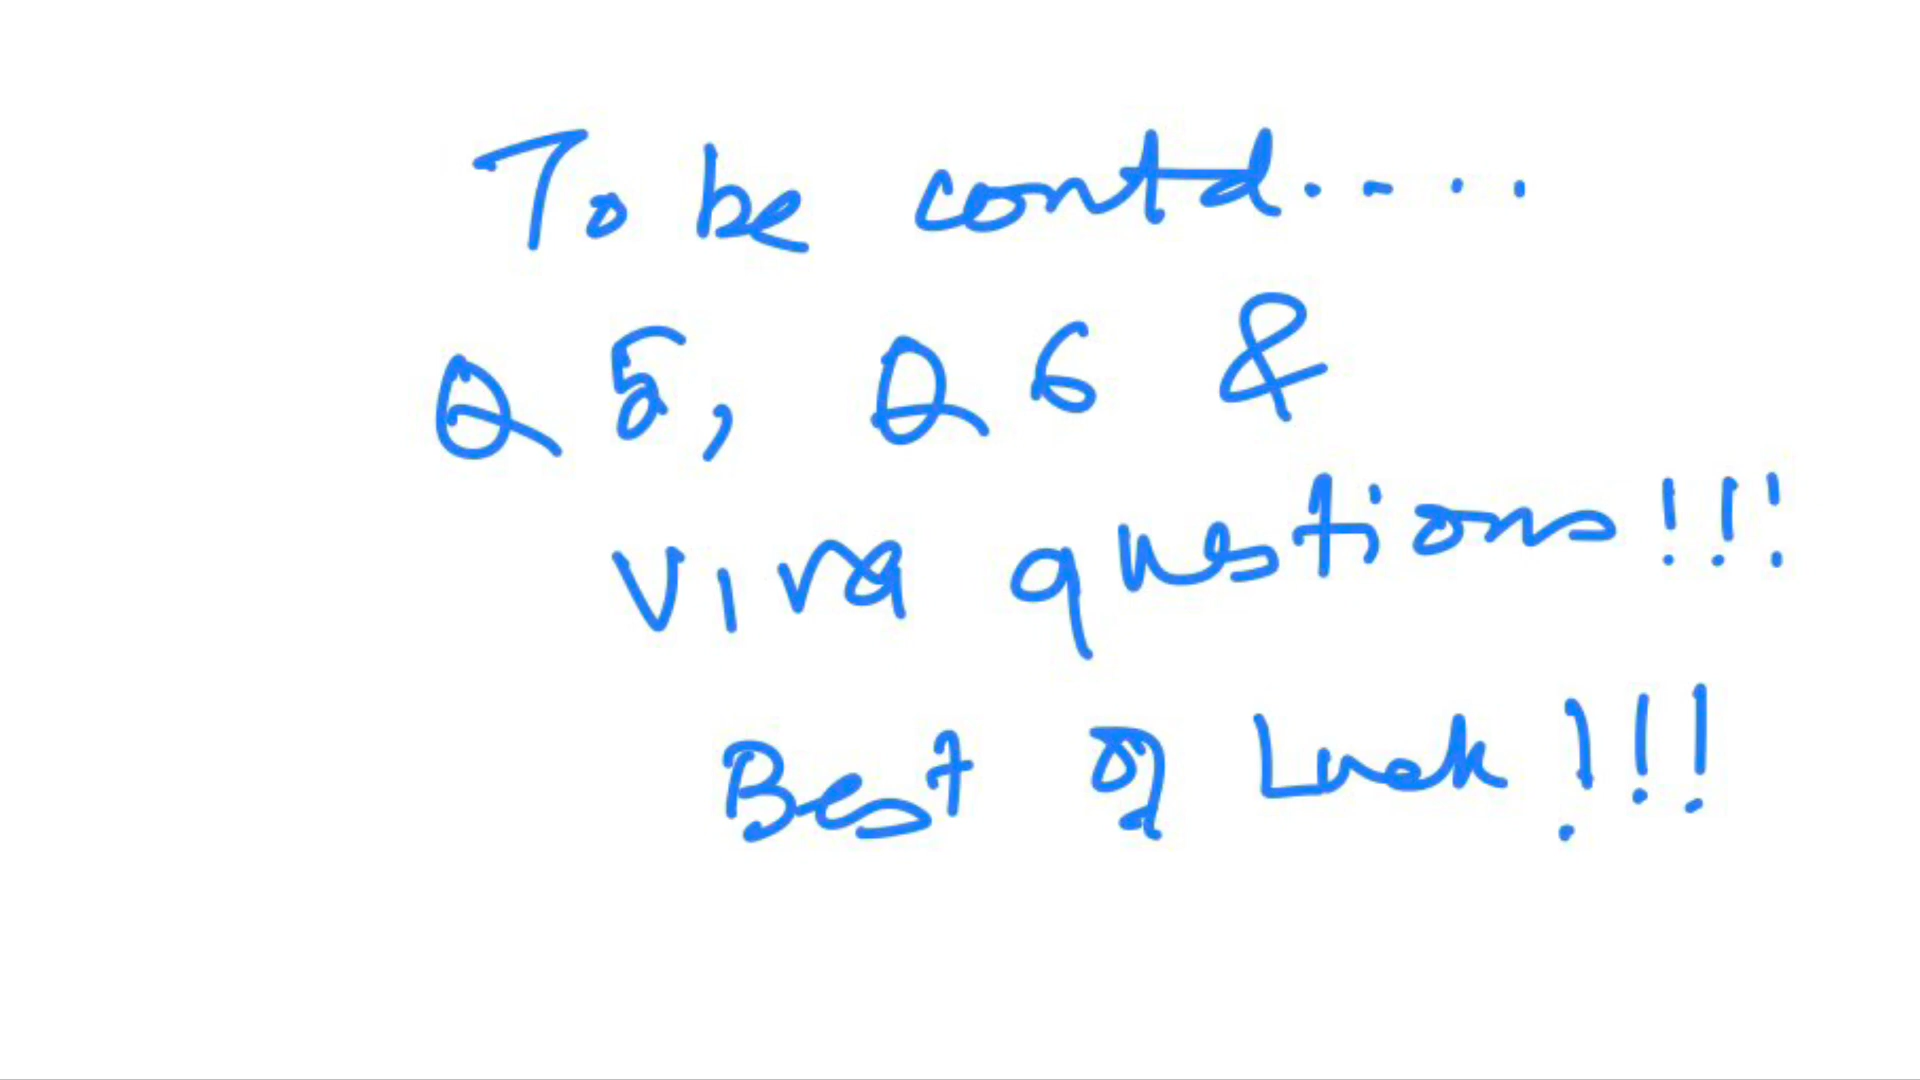 To be contd....
Q 5, Q 6 &
Viva questions!!!
Best of Luck!!!